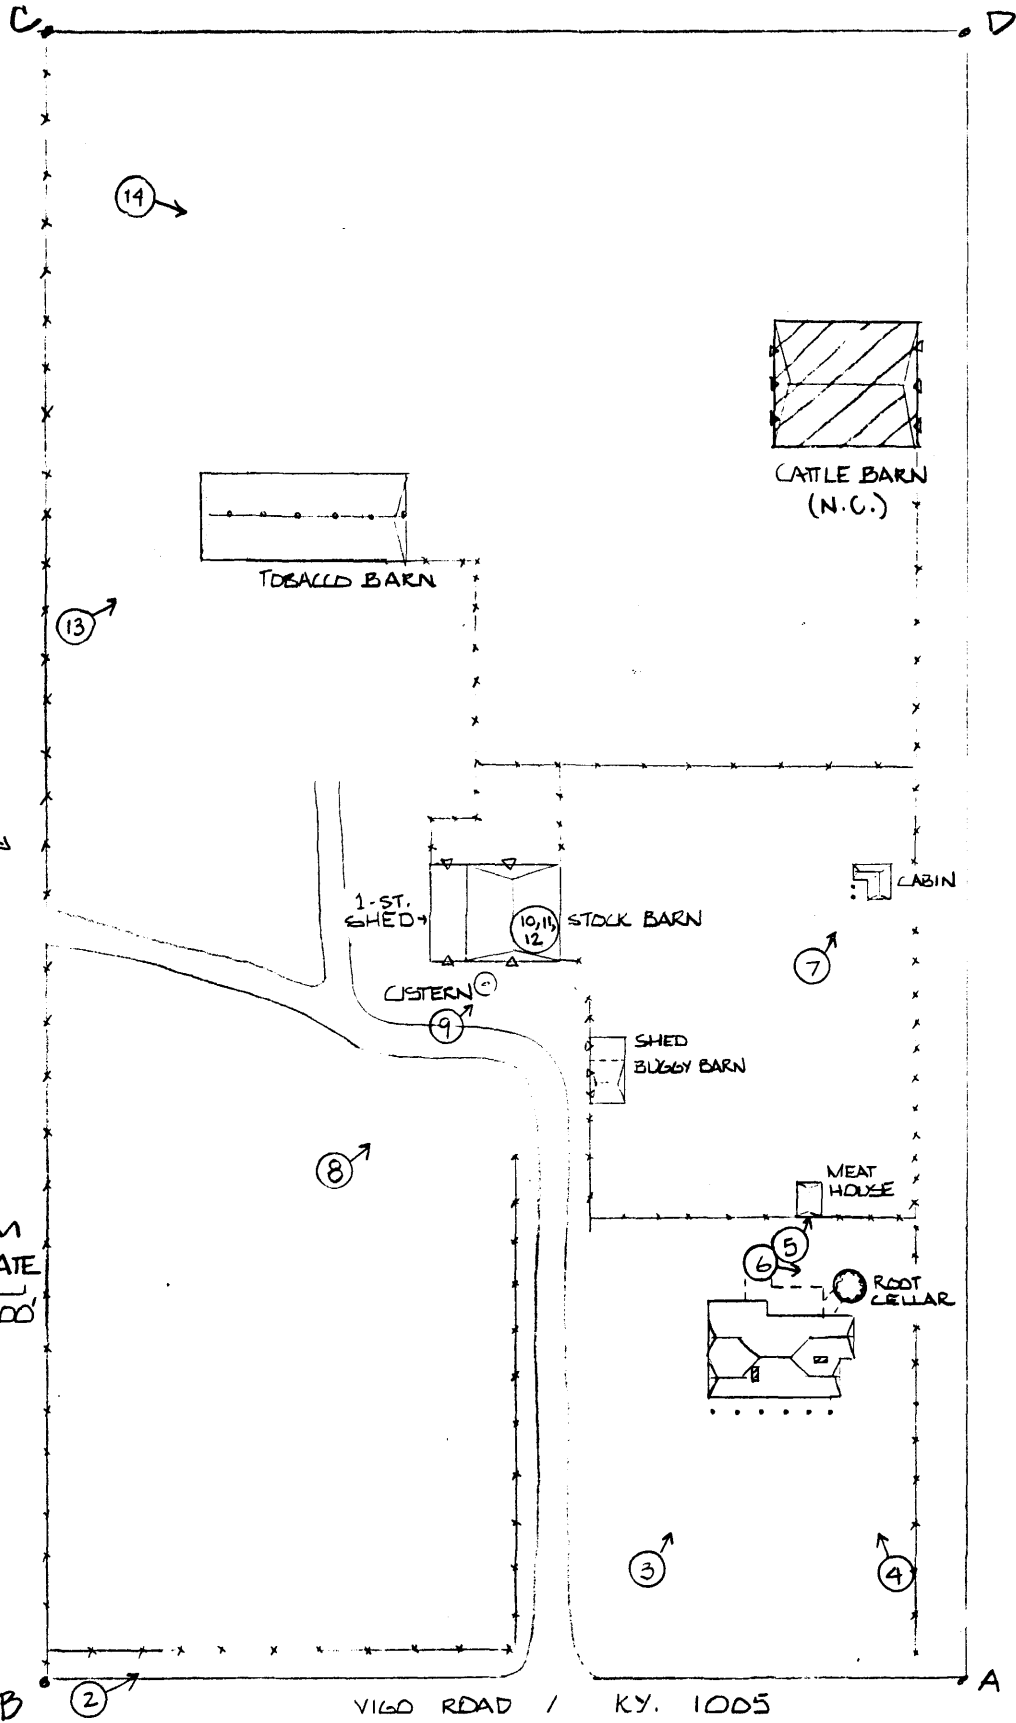 C
D
14
CATTLE BARN
(N.C.)
TOBACCO BARN
13
CABIN
1-ST.
SHED
10,11,
12
STOCK BARN
7
CISTERN
9
SHED
BUGGY BARN
8
MEAT
HOUSE
5
6
ROOT
CELLAR
3
4
2
B
VIGO ROAD / KY. 1005
A